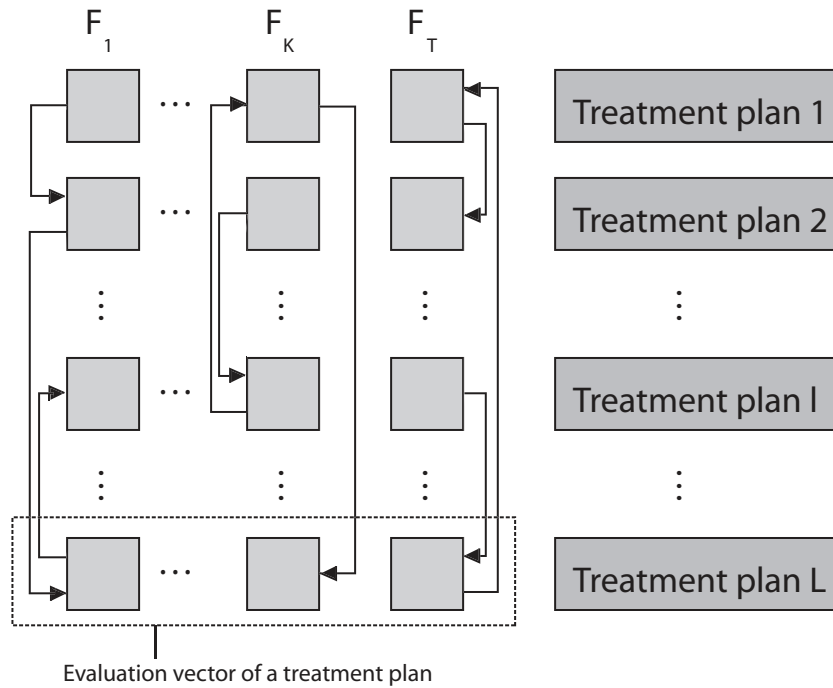 F1 FK FT
... Treatment plan 1
... Treatment plan 2
... ... ... ...
... Treatment plan l
... ... ... ...
... Treatment plan L
Evaluation vector of a treatment plan